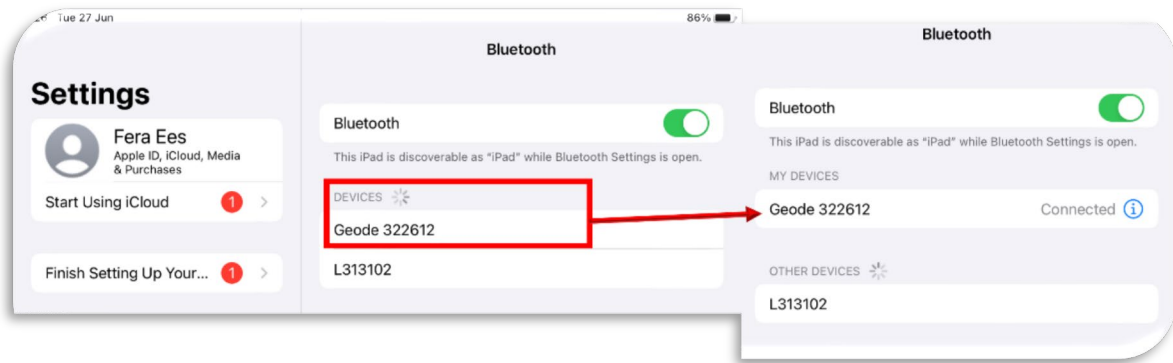 Tue 27 Jun
86%
Settings
Fera Ees
Apple ID, iCloud, Media
& Purchases
Start Using iCloud 1
Finish Setting Up Your... 1
Bluetooth
Bluetooth
This iPad is discoverable as “iPad” while Bluetooth Settings is open.
DEVICES
Geode 322612
L313102
Bluetooth
Bluetooth
This iPad is discoverable as “iPad” while Bluetooth Settings is open.
MY DEVICES
Geode 322612 Connected
OTHER DEVICES
L313102